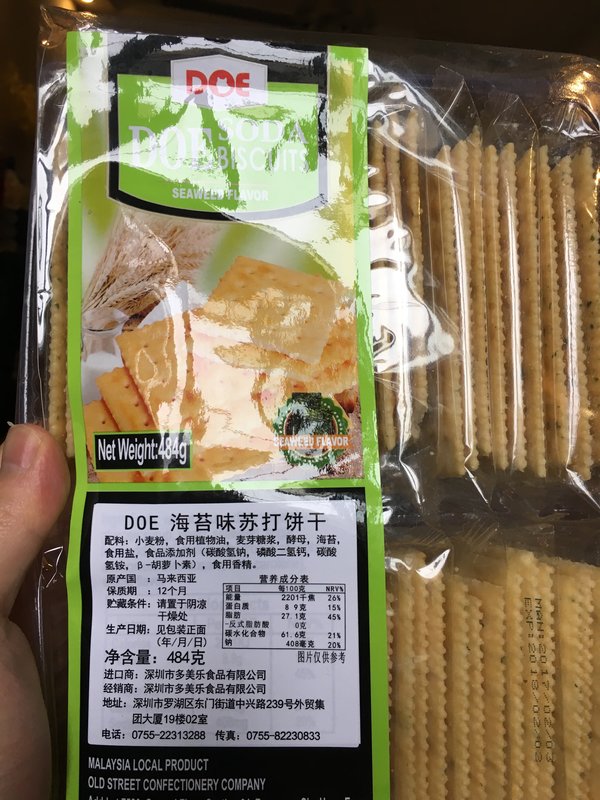 DOE
DOE SODA BISCUITS
SEAWEED FLAVOR
SEAWEED FLAVOR
Net Weight:484g
DOE 海苔味苏打饼干
配料：小麦粉，食用植物油，麦芽糖浆，酵母，海苔，
食用盐，食品添加剂（碳酸氢钠，磷酸二氢钙，碳酸
氢铵，β-胡萝卜素），食用香精。
原产国 ：马来西亚
保质期 ：12个月
贮藏条件：请置于阴凉
干燥处
生产日期：见包装正面
（年/月/日）
净含量：484克
营养成分表
项目 每100克 NRV%
能量 2201千焦 26%
蛋白质 8 9克 15%
脂肪 27.1克 45%
-反式脂肪酸 0克
碳水化合物 61.6克 21%
钠 408毫克 20%
图片仅供参考
进口商：深圳市多美乐食品有限公司
经销商：深圳市多美乐食品有限公司
地址：深圳市罗湖区东门街道中兴路239号外贸集
团大厦19楼02室
电话：0755-22313288 传真：0755-82230833
MALAYSIA LOCAL PRODUCT
OLD STREET CONFECTIONERY COMPANY
MAN:2017/02/03
EXP:2018/02/02